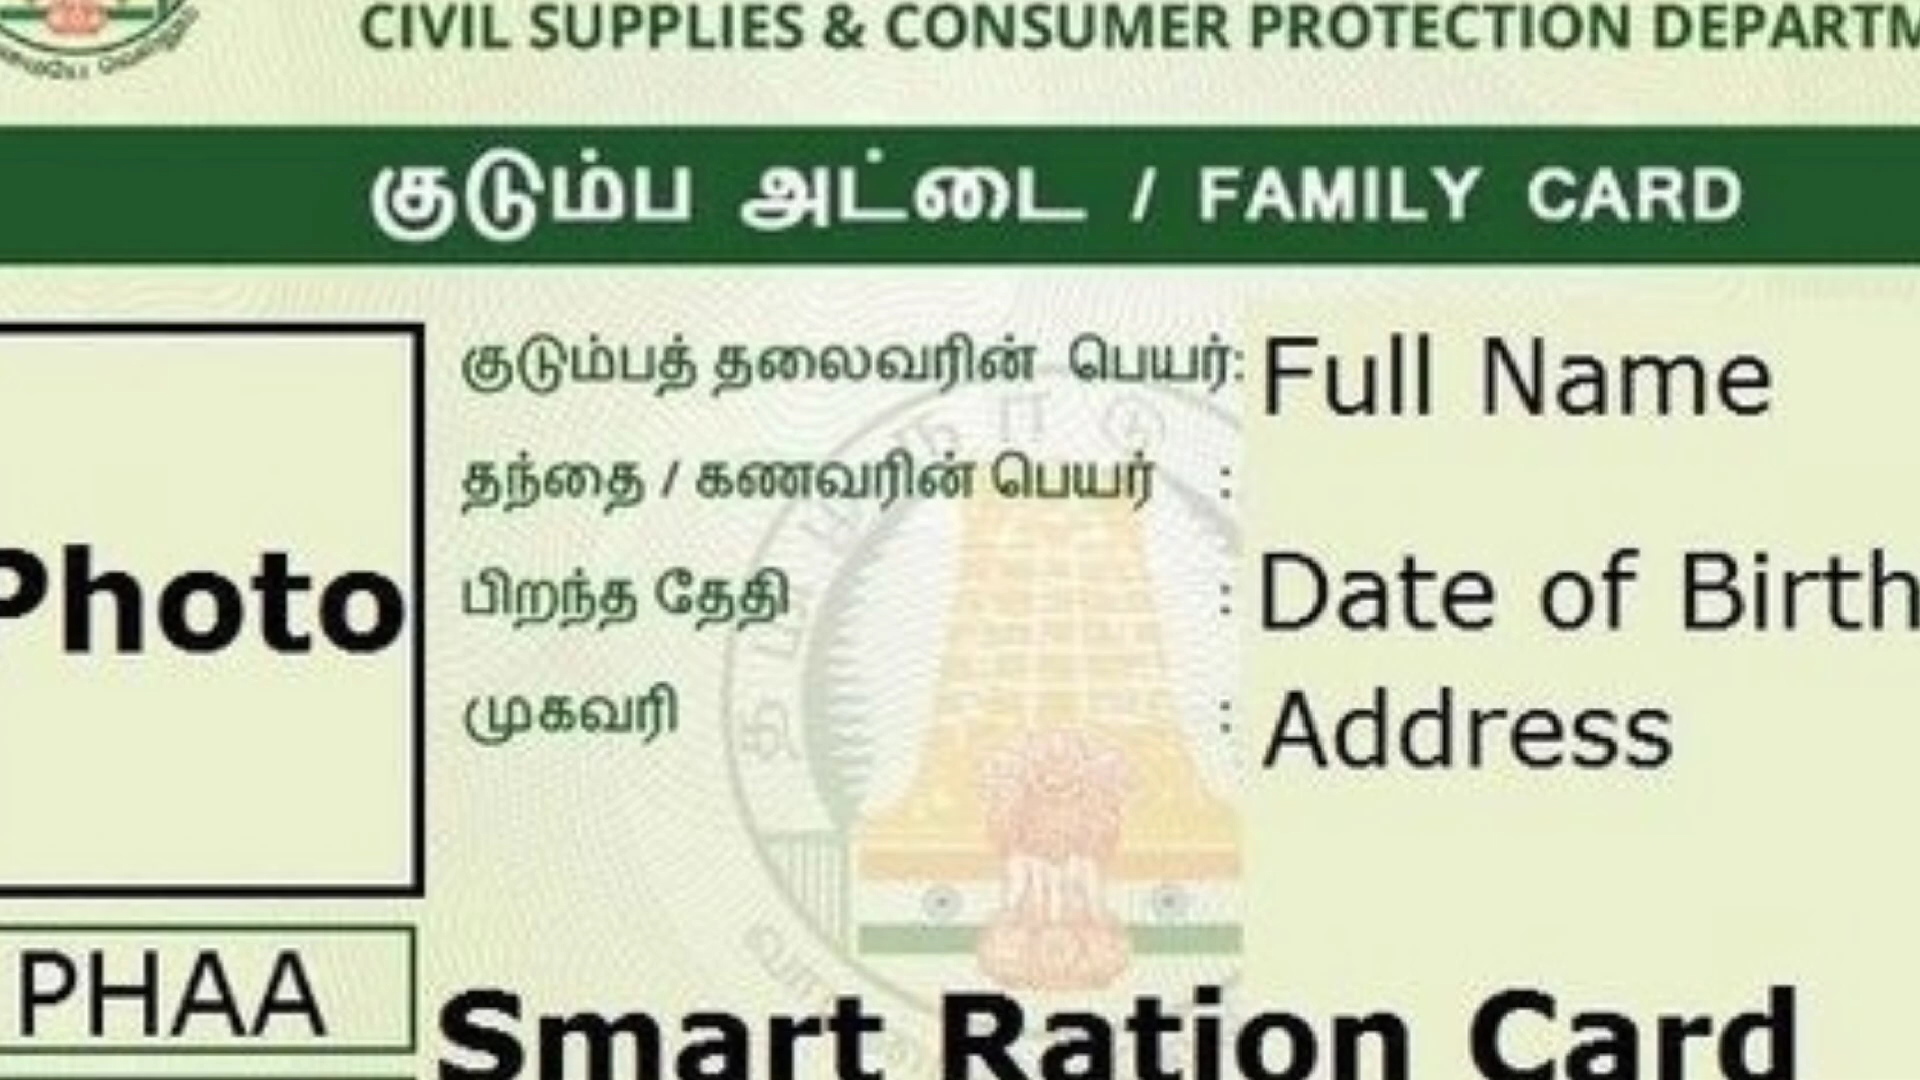 CIVIL SUPPLIES & CONSUMER PROTECTION DEPARTM
குடும்ப அட்டை / FAMILY CARD
குடும்பத் தலைவரின் பெயர்: Full Name
தந்தை / கணவரின் பெயர் :
Photo
பிறந்த தேதி : Date of Birth
முகவரி : Address
PHAA
Smart Ration Card